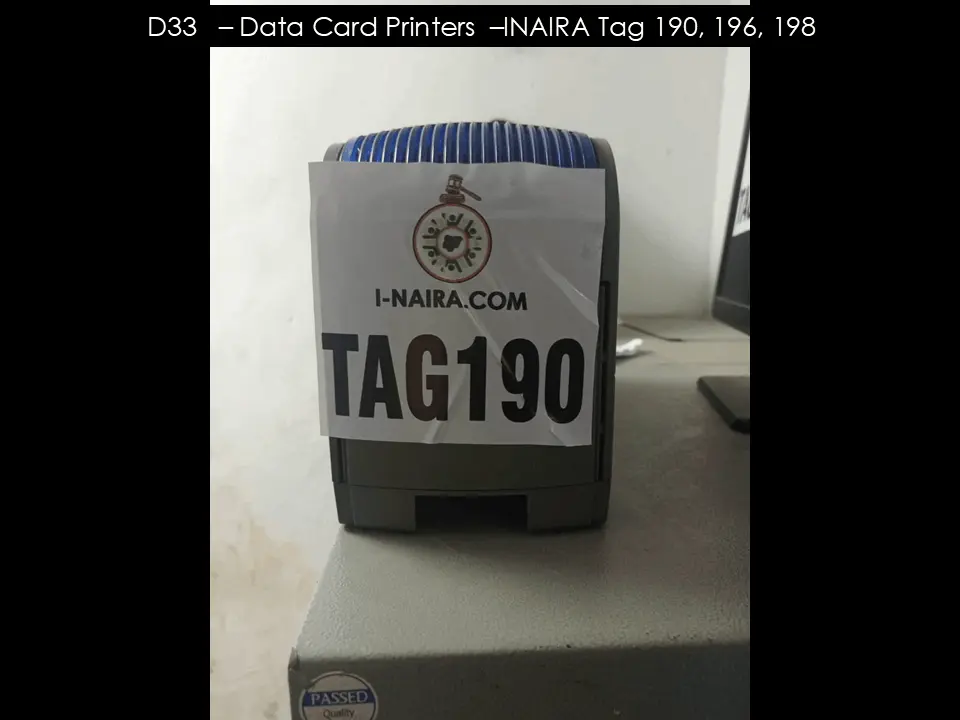 D33 – Data Card Printers –INAIRA Tag 190, 196, 198
I-NAIRA.COM
TAG190
PASSED
Quality